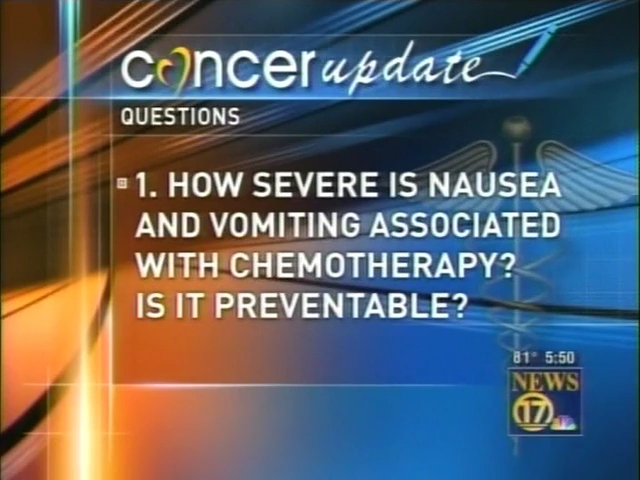 cancer update
QUESTIONS
1. HOW SEVERE IS NAUSEA
AND VOMITING ASSOCIATED
WITH CHEMOTHERAPY?
IS IT PREVENTABLE?
81° 5:50
NEWS
17